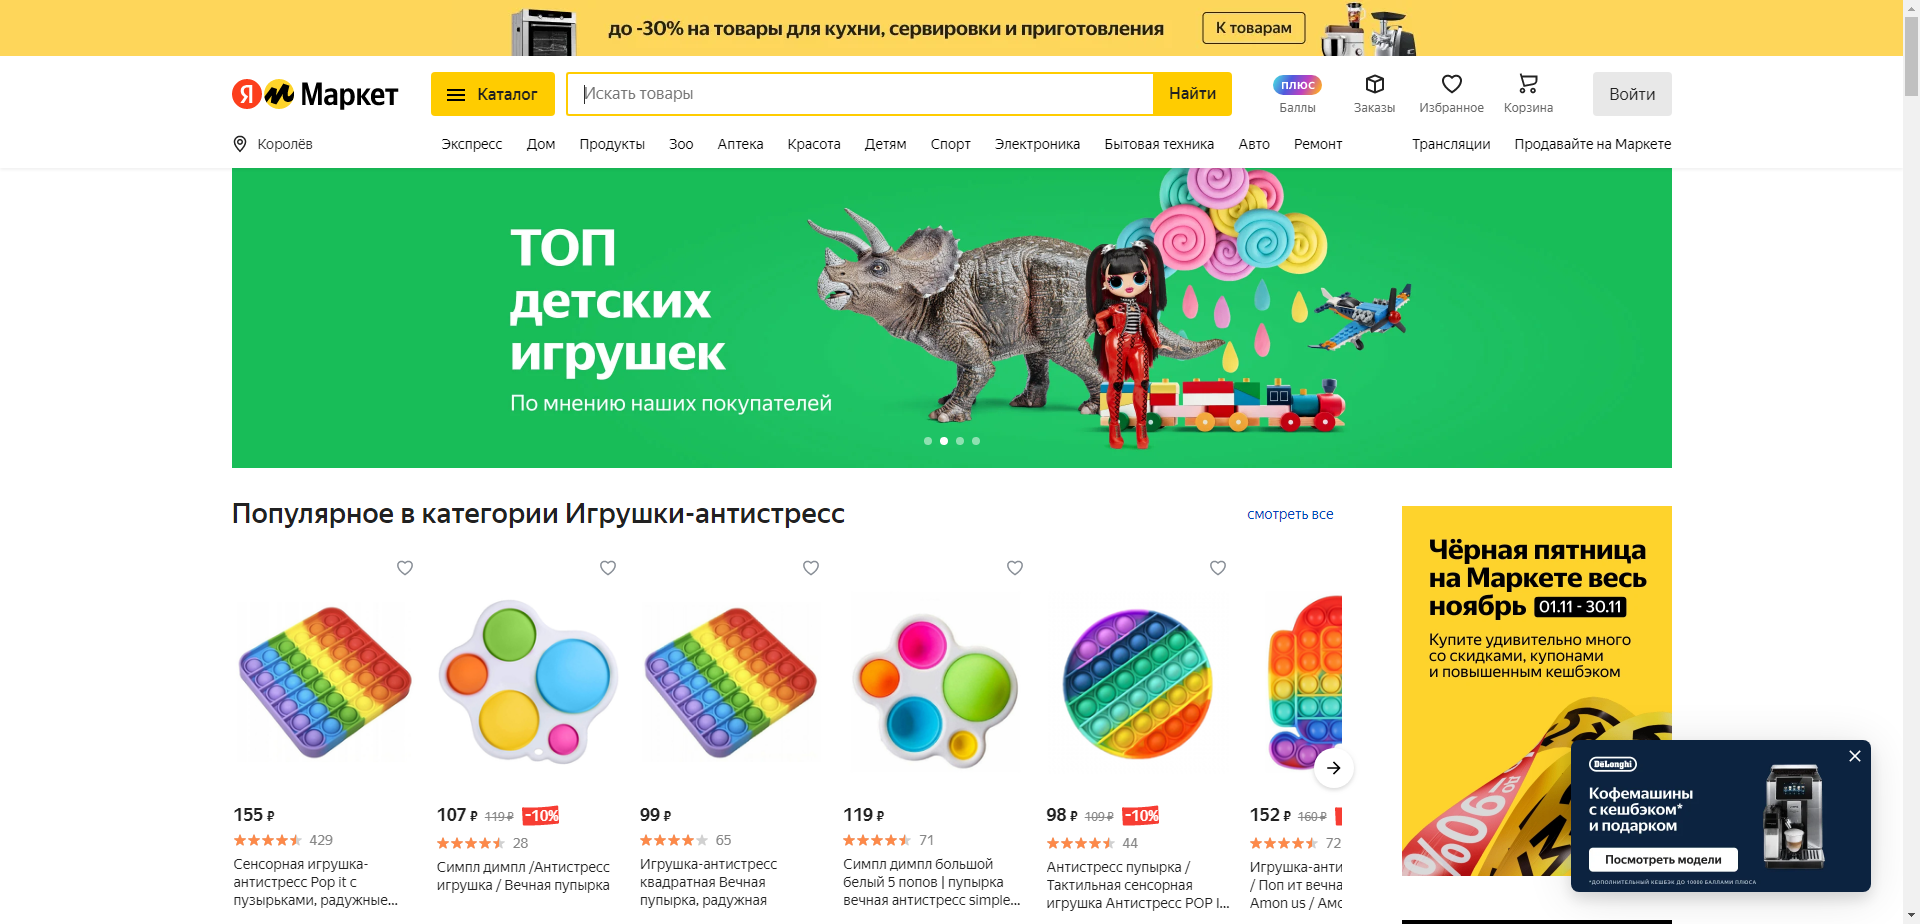 до -30% на товары для кухни, сервировки и приготовления
К товарам
Я Маркет
Каталог
Искать товары
Найти
плюс
Баллы
Заказы
Избранное
Корзина
Войти
Королёв
Экспресс
Дом
Продукты
Зоо
Аптека
Красота
Детям
Спорт
Электроника
Бытовая техника
Авто
Ремонт
Трансляции
Продавайте на Маркете
ТОП
детских
игрушек
По мнению наших покупателей
Популярное в категории Игрушки-антистресс
смотреть все
155 ₽
429
Сенсорная игрушка-
антистресс Pop it с
пузырьками, радужные...
107 ₽ 119 ₽ -10%
28
Симпл димпл /Антистресс
игрушка / Вечная пупырка
99 ₽
65
Игрушка-антистресс
квадратная Вечная
пупырка, радужная
119 ₽
71
Симпл димпл большой
белый 5 попов | пупырка
вечная антистресс simple...
98 ₽ 109 ₽ -10%
44
Антистресс пупырка /
Тактильная сенсорная
игрушка Антистресс POP I...
152 ₽ 160 ₽
72
Игрушка-анти
/ Поп ит вечна
Amon us / Амо
Чёрная пятница
на Маркете весь
ноябрь 01.11 - 30.11
Купите удивительно много
со скидками, купонами
и повышенным кешбэком
до
%06-
DeLonghi
Кофемашины
с кешбэком*
и подарком
Посмотреть модели
*ДОПОЛНИТЕЛЬНЫЙ КЕШБЭК ДО 10000 БАЛЛАМИ ПЛЮСА